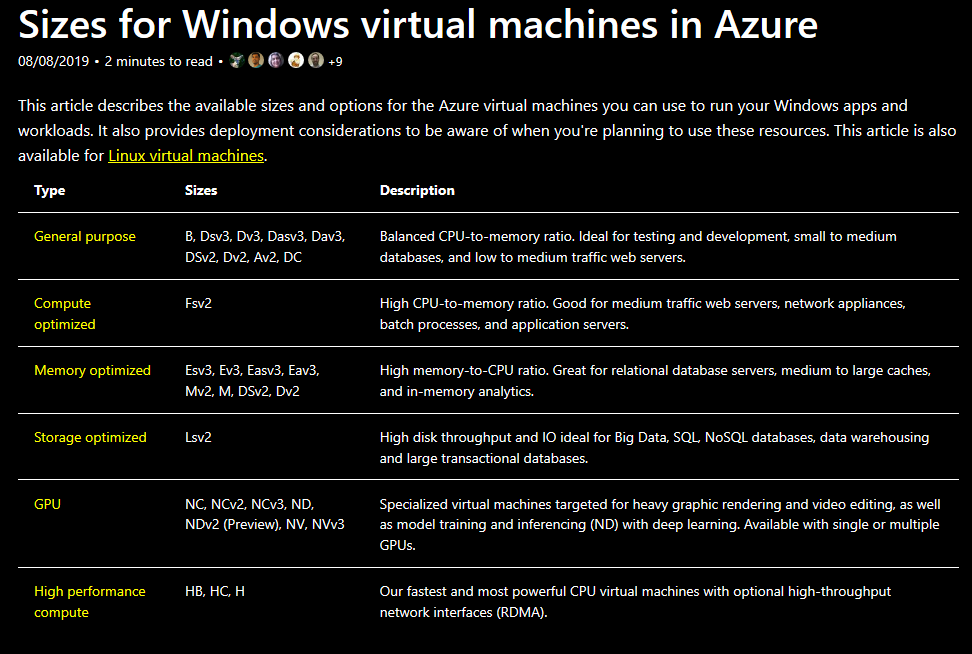 Sizes for Windows virtual machines in Azure
08/08/2019 • 2 minutes to read • +9
This article describes the available sizes and options for the Azure virtual machines you can use to run your Windows apps and
workloads. It also provides deployment considerations to be aware of when you're planning to use these resources. This article is also
available for Linux virtual machines.
Type Sizes Description
General purpose
B, Dsv3, Dv3, Dasv3, Dav3,
DSv2, Dv2, Av2, DC
Balanced CPU-to-memory ratio. Ideal for testing and development, small to medium
databases, and low to medium traffic web servers.
Compute
optimized
Fsv2
High CPU-to-memory ratio. Good for medium traffic web servers, network appliances,
batch processes, and application servers.
Memory optimized
Esv3, Ev3, Easv3, Eav3,
Mv2, M, DSv2, Dv2
High memory-to-CPU ratio. Great for relational database servers, medium to large caches,
and in-memory analytics.
Storage optimized
Lsv2
High disk throughput and IO ideal for Big Data, SQL, NoSQL databases, data warehousing
and large transactional databases.
GPU
NC, NCv2, NCv3, ND,
NDv2 (Preview), NV, NVv3
Specialized virtual machines targeted for heavy graphic rendering and video editing, as well
as model training and inferencing (ND) with deep learning. Available with single or multiple
GPUs.
High performance
compute
HB, HC, H
Our fastest and most powerful CPU virtual machines with optional high-throughput
network interfaces (RDMA).